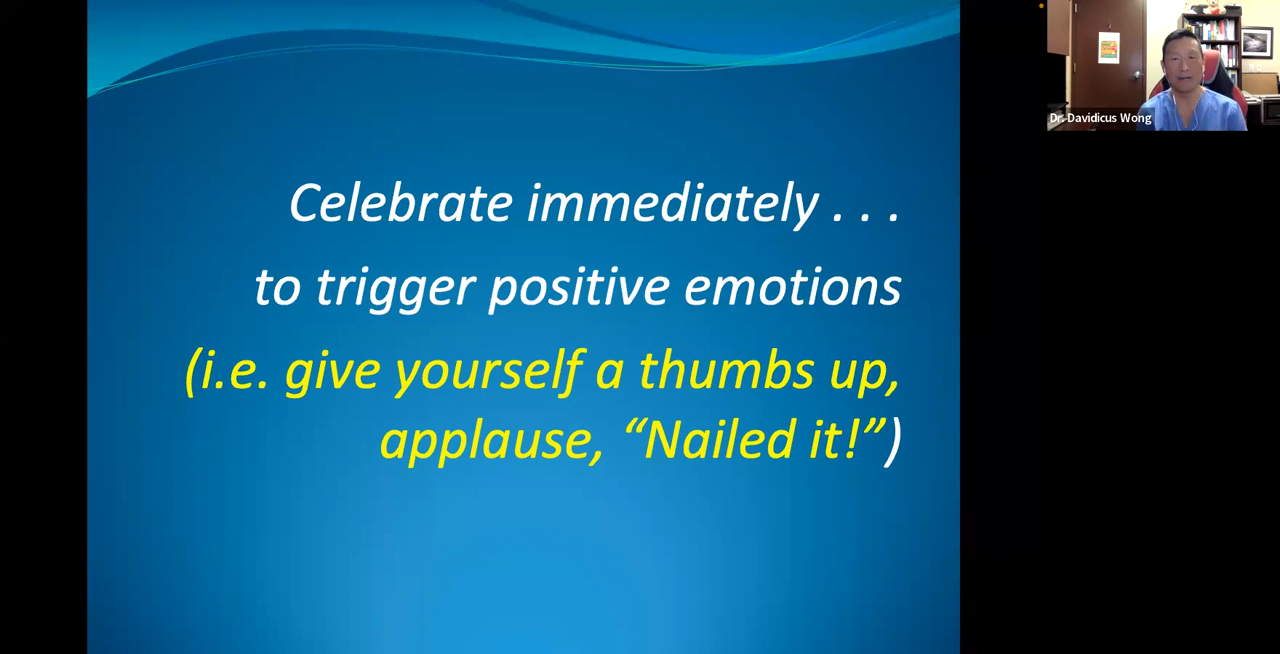 Celebrate immediately . . .
to trigger positive emotions
(i.e. give yourself a thumbs up,
applause, “Nailed it!”)
Dr. Davidicus Wong